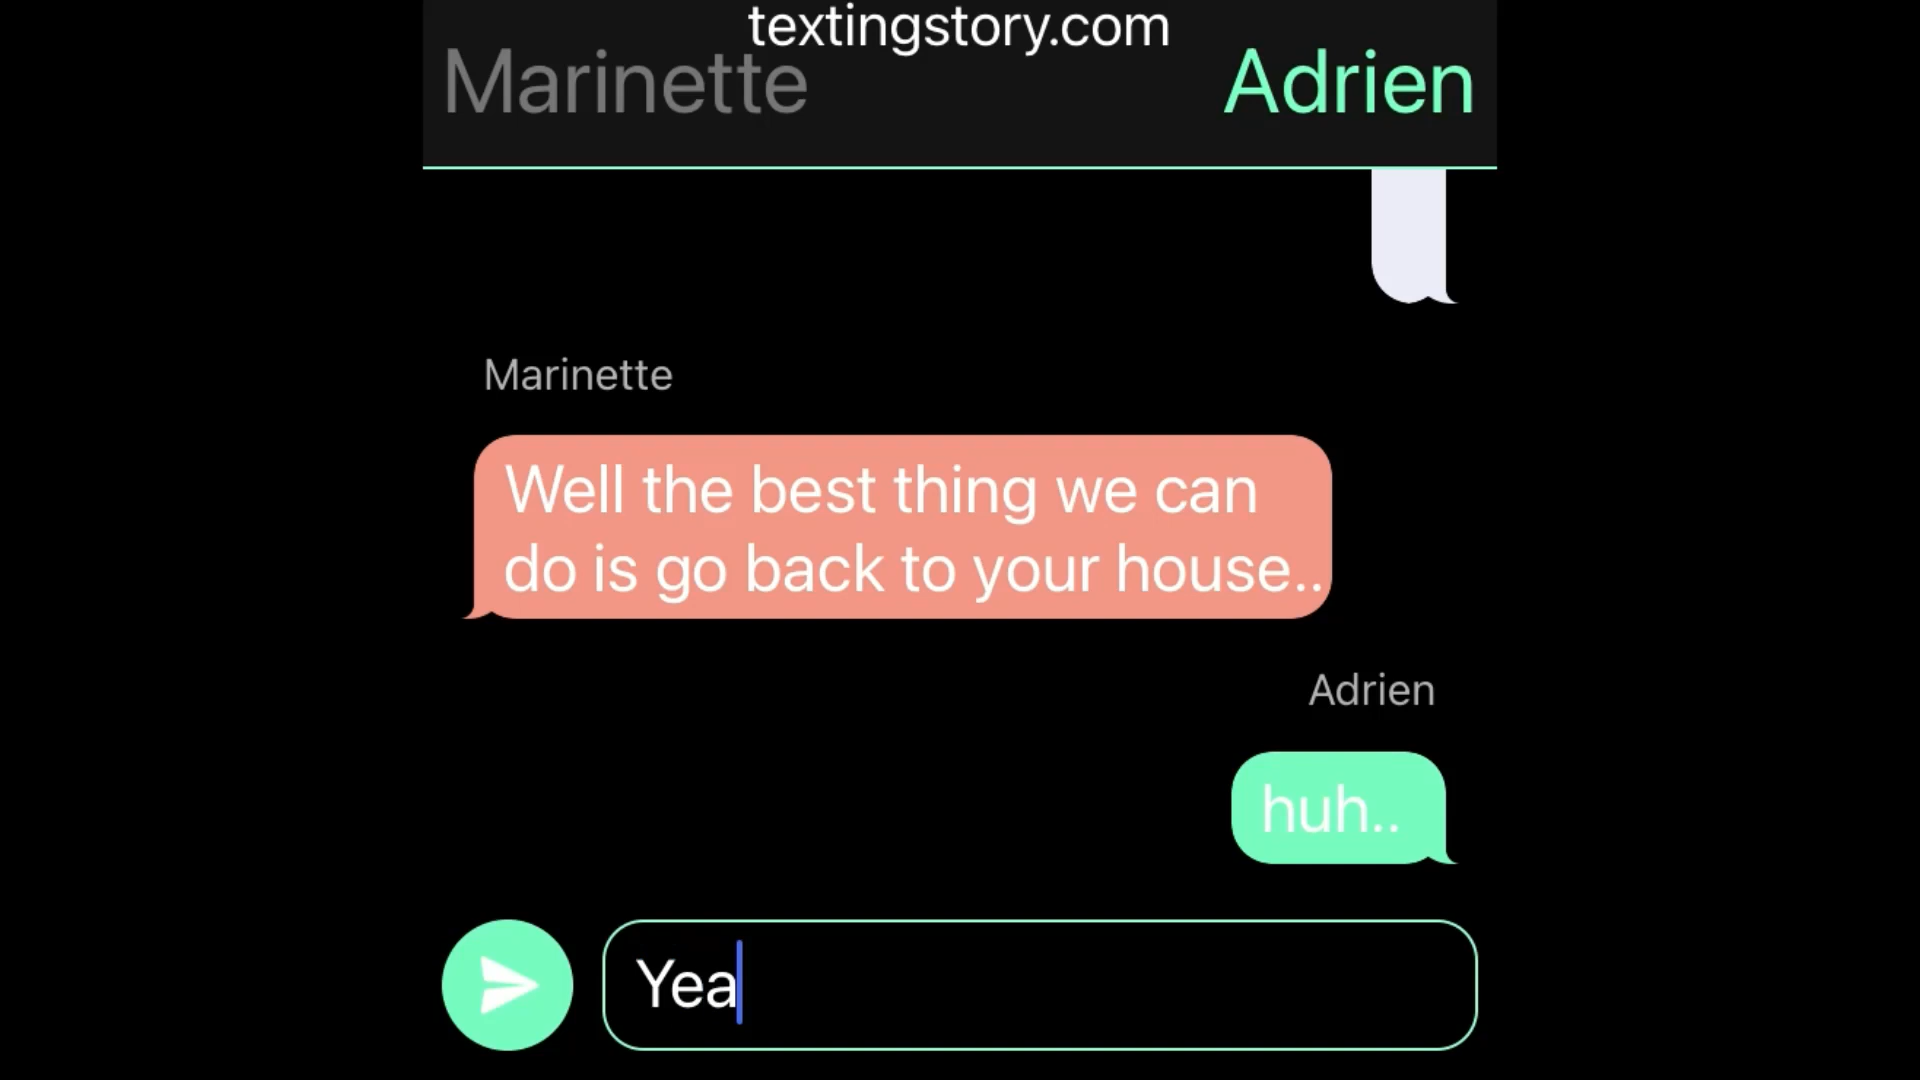 textingstory.com
Marinette
Adrien
Marinette
Well the best thing we can
do is go back to your house..
Adrien
huh..
Yea